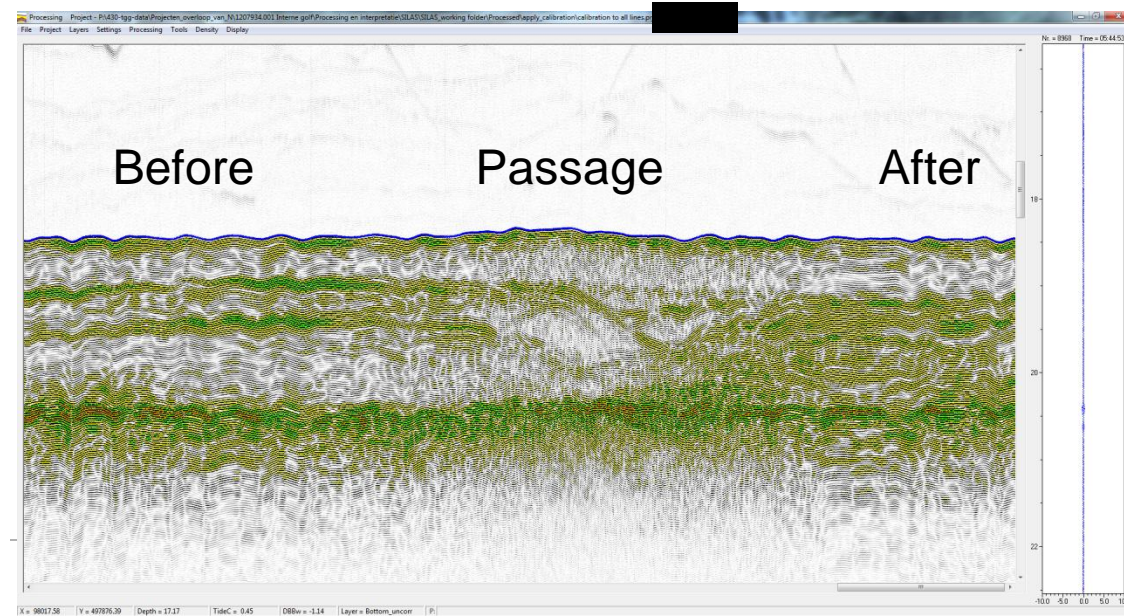 Processing Project - P:\430-tgg-data\Projecten_overloop_van_N\1207934.001 Interne golf\Processing en interpretatie\SILAS\SILAS_working folder\Processed\apply_calibration\calibration to all lines.pr
File Project Layers Settings Processing Tools Density Display
Nr. = 8968 Time = 05:44:53
Before Passage After
18
20
22
-10.0 -5.0 0.0 5.0 10
X = 98017.58 Y = 497876.39 Depth = 17.17 TideC = 0.45 DBBw = -1.14 Layer = Bottom_uncorr